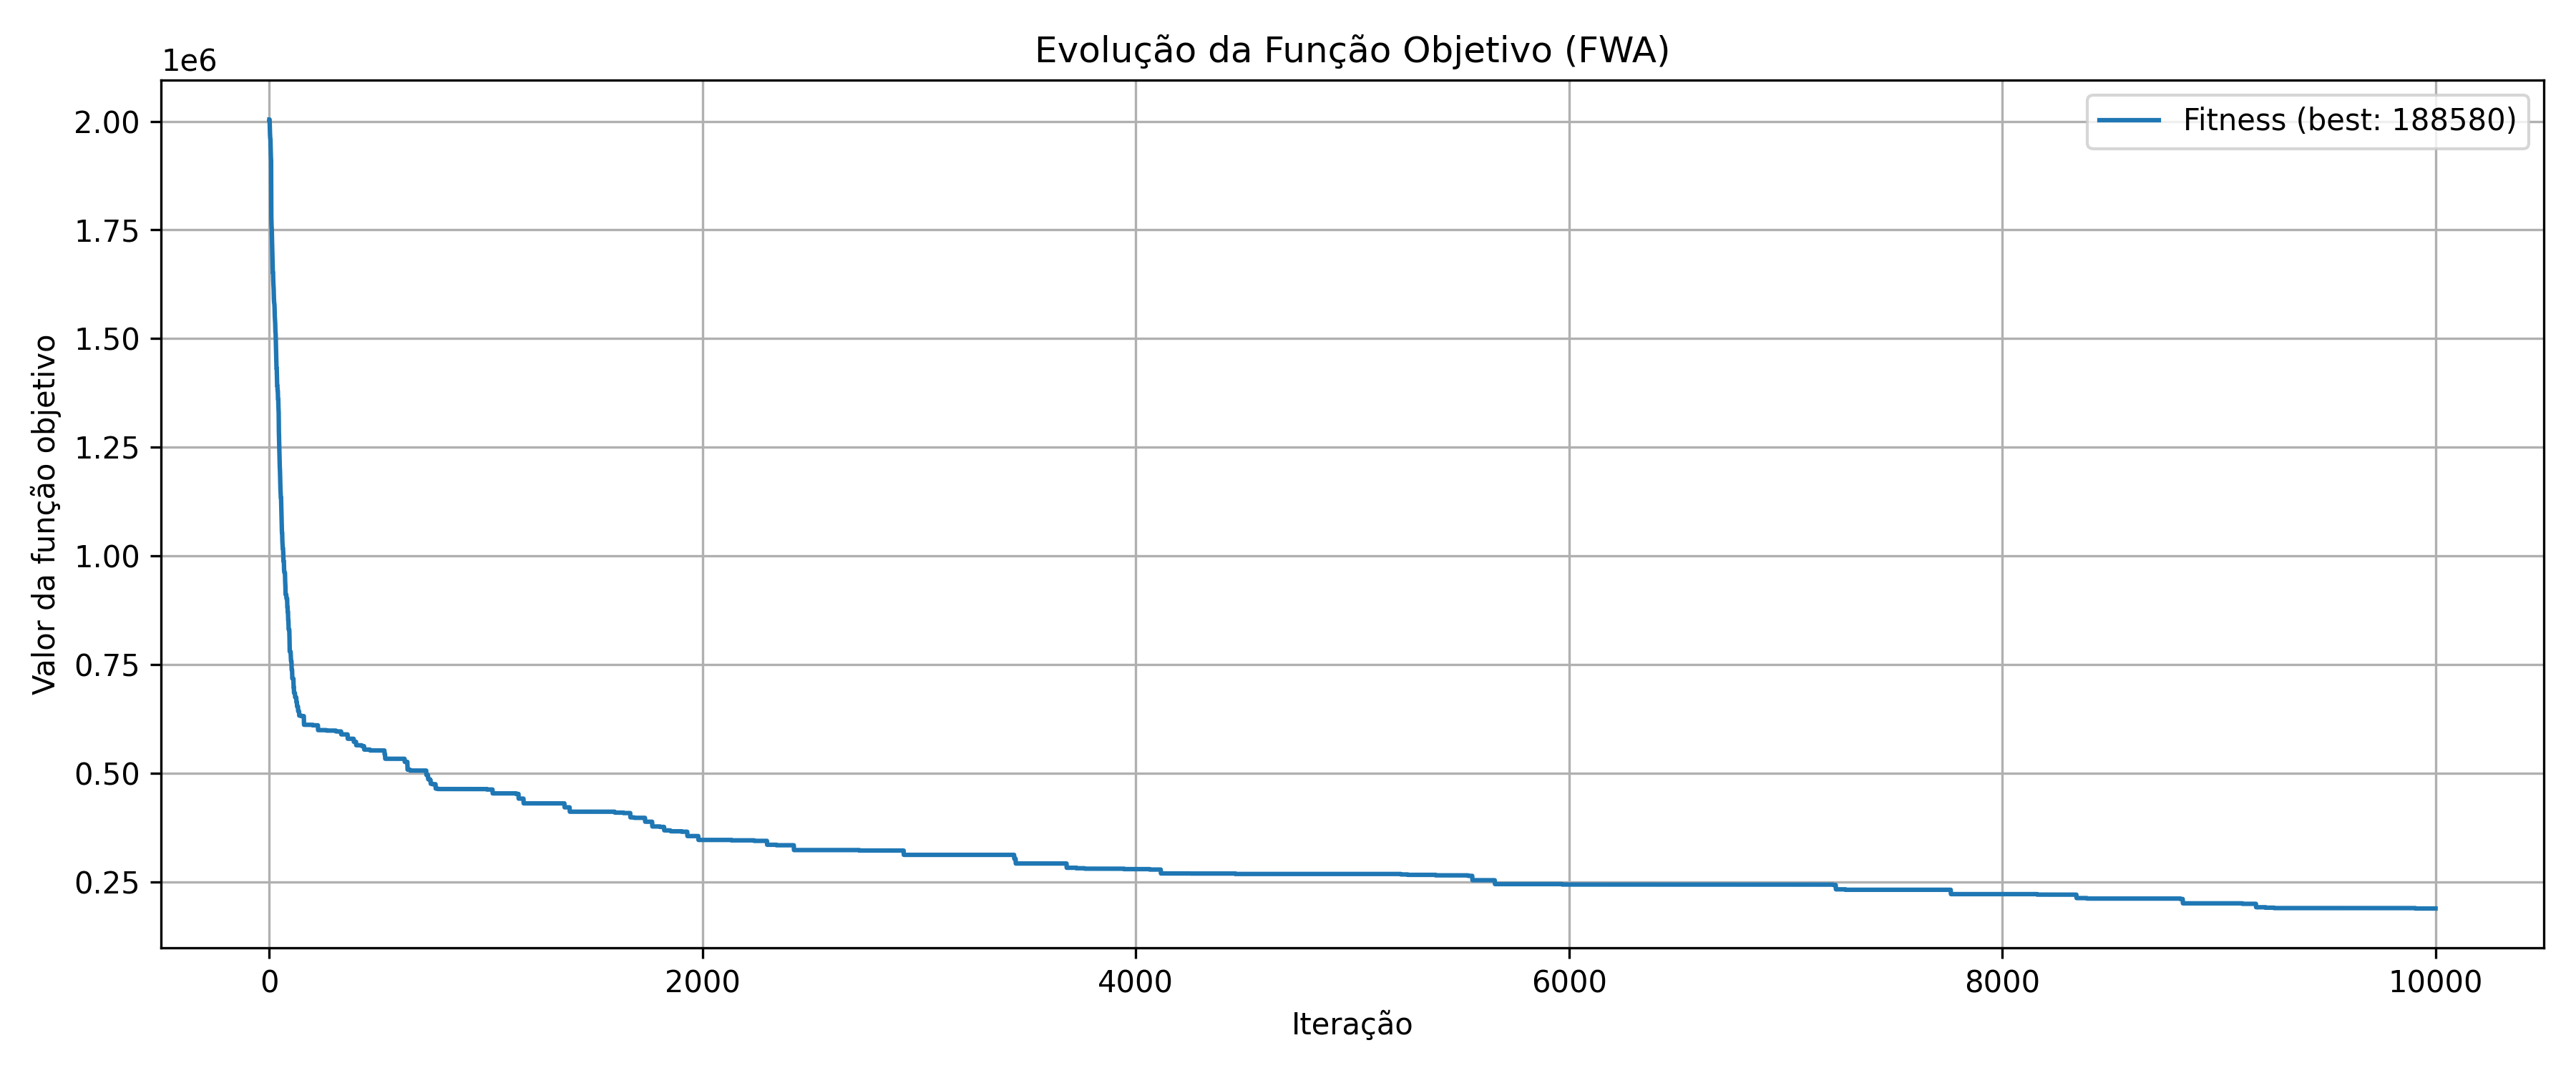 Evolução da Função Objetivo (FWA)
1e6
Fitness (best: 188580)
2.00
1.75
1.50
1.25
1.00
0.75
0.50
0.25
Valor da função objetivo
0 2000 4000 6000 8000 10000
Iteração